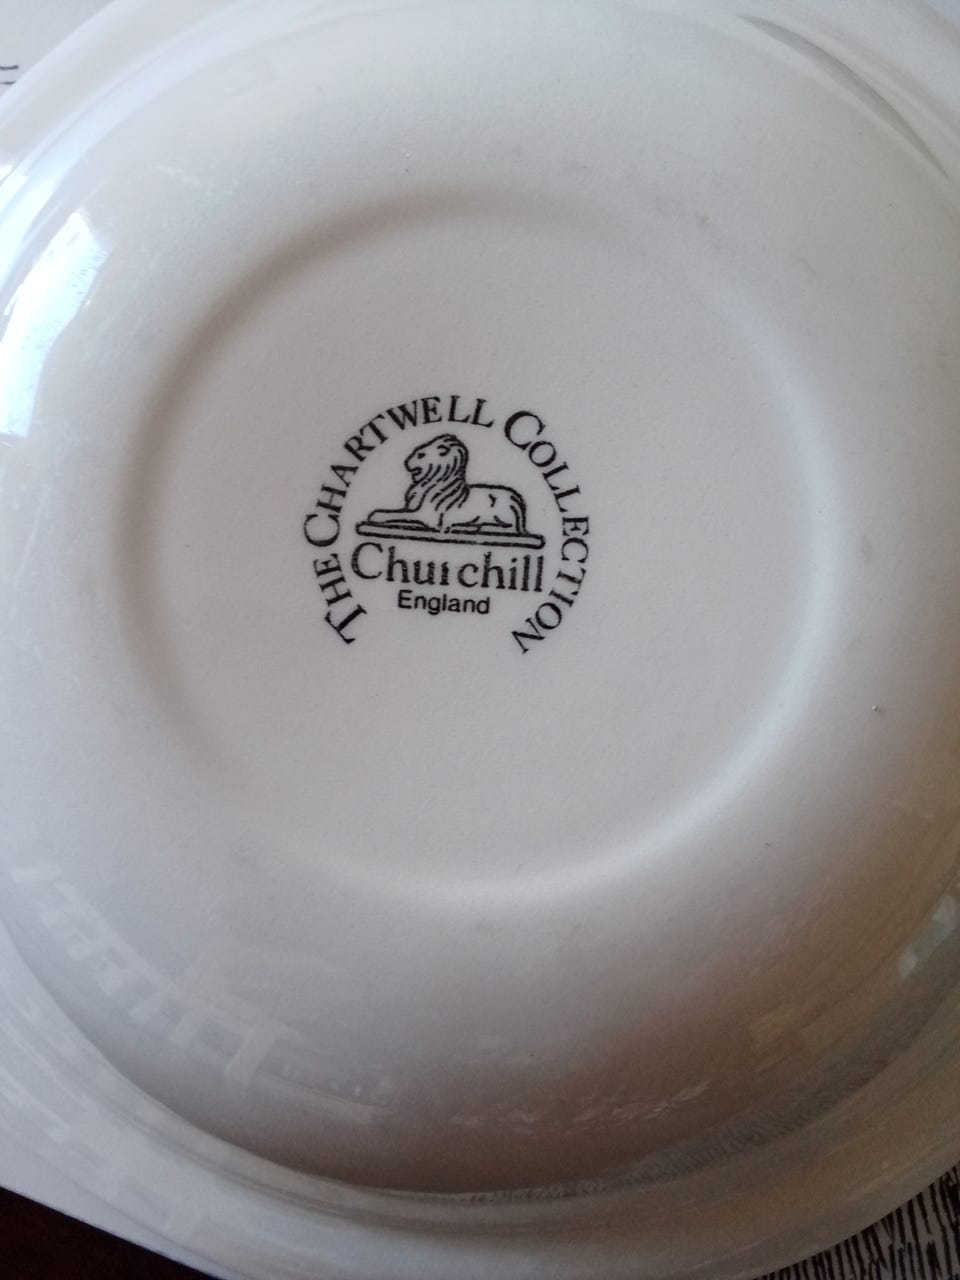 THE CHARTWELL COLLECTION
Churchill
England